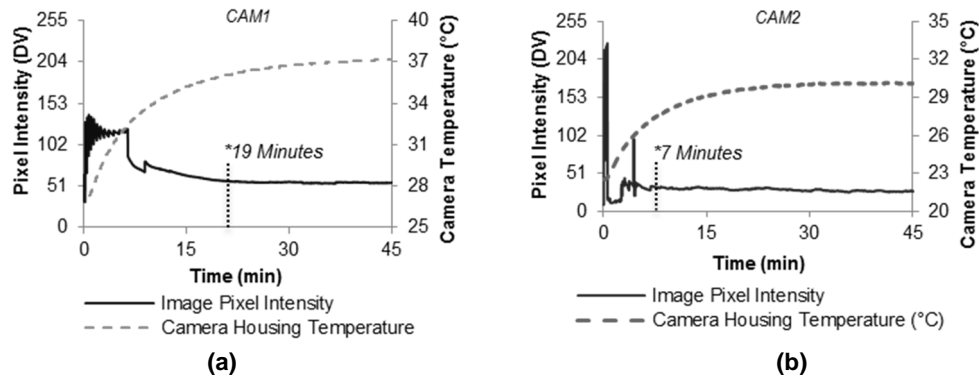 CAM1
Pixel Intensity (DV)
255
204
153
102
51
0
Camera Temperature (°C)
40
37
34
31
28
25
*19 Minutes
0 15 30 45
Time (min)
Image Pixel Intensity
Camera Housing Temperature
(a)
CAM2
Pixel Intensity (DV)
255
204
153
102
51
0
Camera Temperature (°C)
35
32
29
26
23
20
*7 Minutes
0 15 30 45
Time (min)
Image Pixel Intensity
Camera Housing Temperature (°C)
(b)